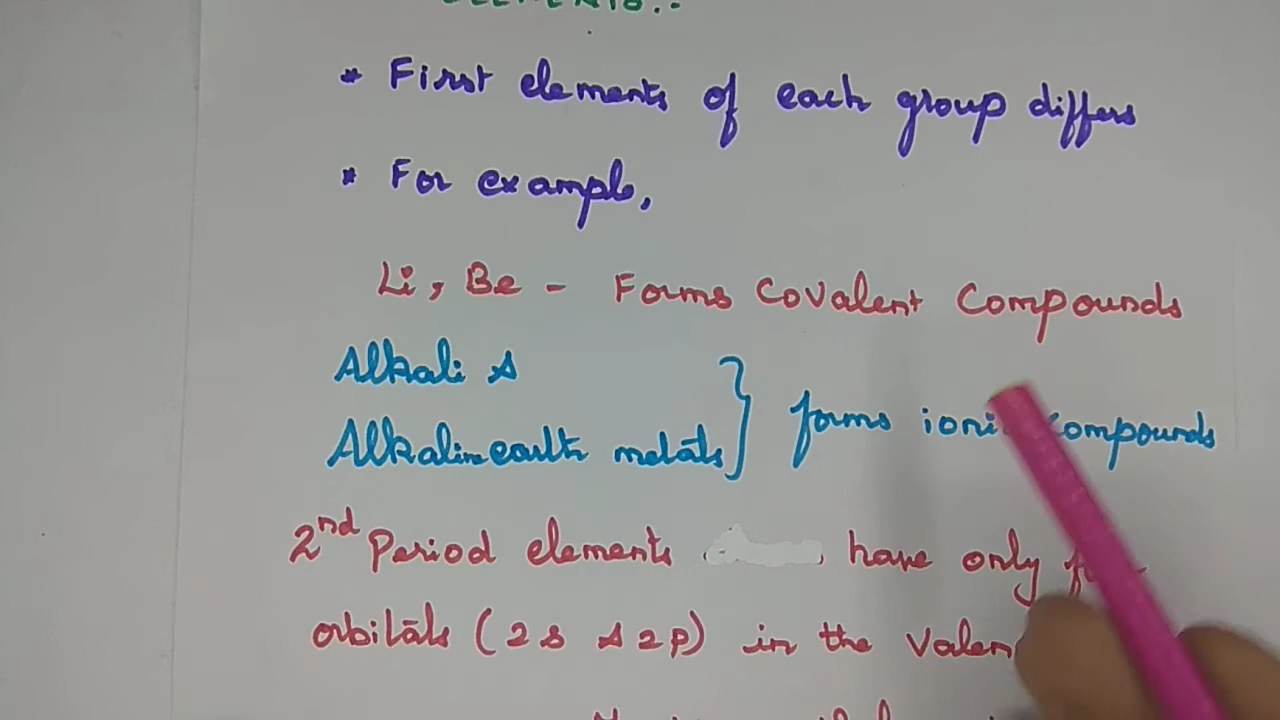 * First elements of each group differs
* For example,
Li, Be - Forms Covalent Compounds
Alkali &
Alkaline earth metals } forms ionic compounds
2nd Period elements have only
orbitals (2s & 2p) in the